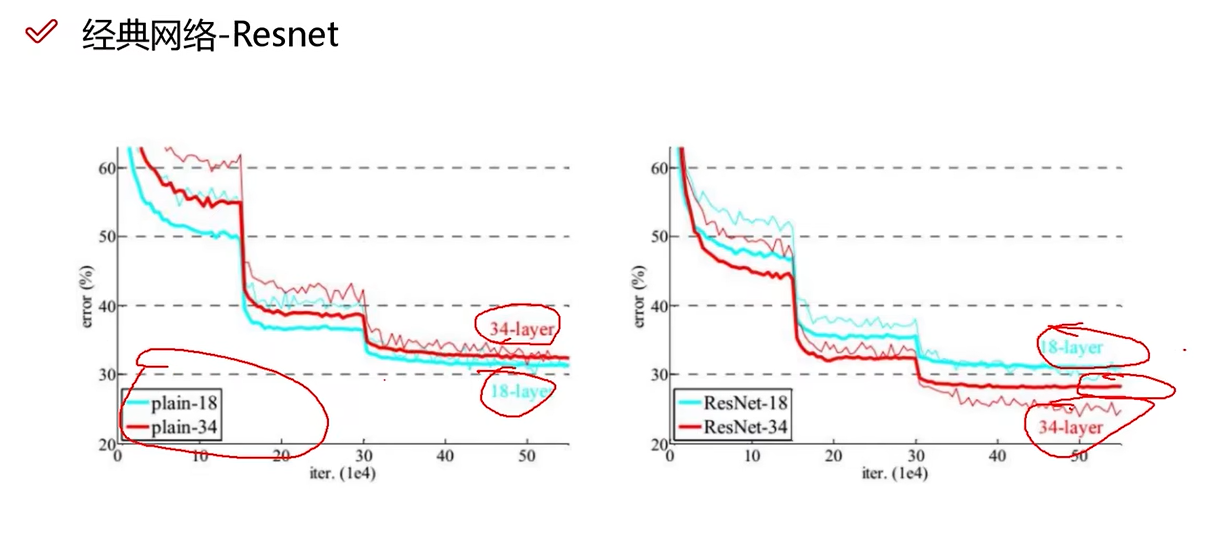 经典网络-Resnet
60
50
40
30
20
error (%)
34-layer
18-layer
plain-18
plain-34
0
10
20
30
40
50
iter. (1e4)
60
50
40
30
20
error (%)
18-layer
34-layer
ResNet-18
ResNet-34
0
10
20
30
40
50
iter. (1e4)